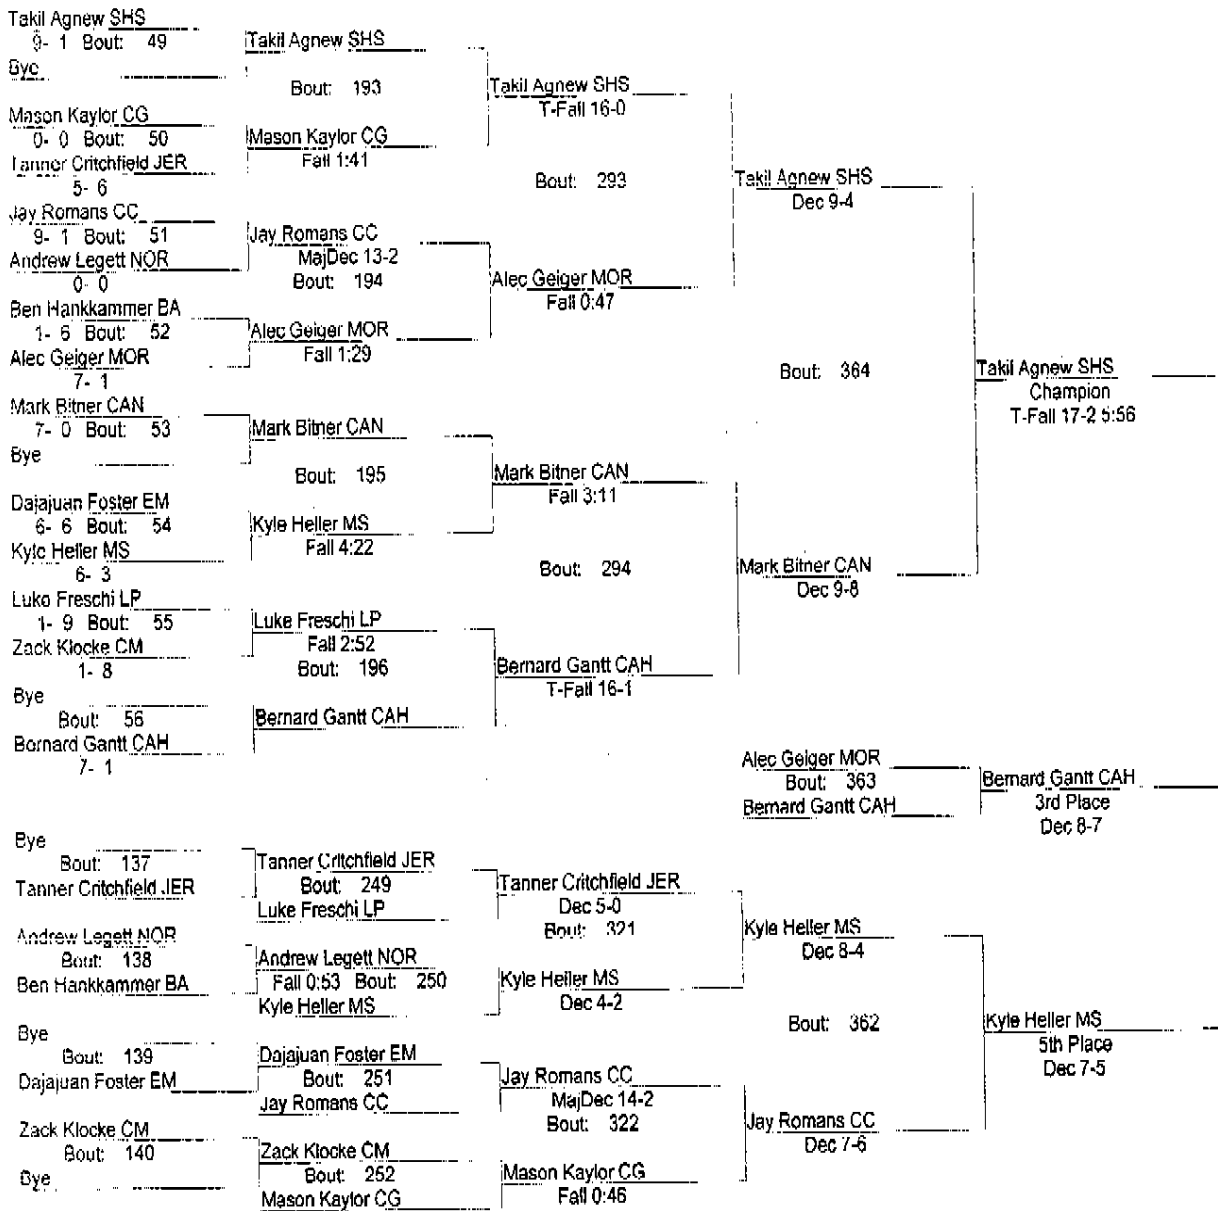 Takil Agnew SHS
9- 1 Bout: 49
Bye
Mason Kaylor CG
0- 0 Bout: 50
Tanner Critchfield JER
5- 6
Jay Romans CC
9- 1 Bout: 51
Andrew Legett NOR
0- 0
Ben Hankkammer BA
1- 6 Bout: 52
Alec Geiger MOR
7- 1
Mark Bitner CAN
7- 0 Bout: 53
Bye
Dajajuan Foster EM
6- 6 Bout: 54
Kyle Heller MS
6- 3
Luke Freschi LP
1- 9 Bout: 55
Zack Klocke CM
1- 8
Bye
Bout: 56
Bernard Gantt CAH
7- 1
Takil Agnew SHS
Bout: 193
Mason Kaylor CG
Fall 1:41
Jay Romans CC
MajDec 13-2
Bout: 194
Alec Geiger MOR
Fall 1:29
Mark Bitner CAN
Bout: 195
Kyle Heller MS
Fall 4:22
Luke Freschi LP
Fall 2:52
Bout: 196
Bernard Gantt CAH
Takil Agnew SHS
T-Fall 16-0
Bout: 293
Alec Geiger MOR
Fall 0:47
Mark Bitner CAN
Fall 3:11
Bout: 294
Bernard Gantt CAH
T-Fall 16-1
Takil Agnew SHS
Dec 9-4
Bout: 364
Mark Bitner CAN
Dec 9-8
Takil Agnew SHS
Champion
T-Fall 17-2 5:56
Alec Geiger MOR
Bout: 363
Bernard Gantt CAH
Bernard Gantt CAH
3rd Place
Dec 8-7
Bye
Bout: 137
Tanner Critchfield JER
Andrew Legett NOR
Bout: 138
Ben Hankkammer BA
Bye
Bout: 139
Dajajuan Foster EM
Zack Klocke CM
Bout: 140
Bye
Tanner Critchfield JER
Bout: 249
Luke Freschi LP
Andrew Legett NOR
Fall 0:53 Bout: 250
Kyle Heller MS
Dajajuan Foster EM
Bout: 251
Jay Romans CC
Zack Klocke CM
Bout: 252
Mason Kaylor CG
Tanner Critchfield JER
Dec 5-0
Bout: 321
Kyle Heller MS
Dec 4-2
Jay Romans CC
MajDec 14-2
Bout: 322
Mason Kaylor CG
Fall 0:46
Kyle Heller MS
Dec 8-4
Bout: 362
Jay Romans CC
Dec 7-6
Kyle Heller MS
5th Place
Dec 7-5